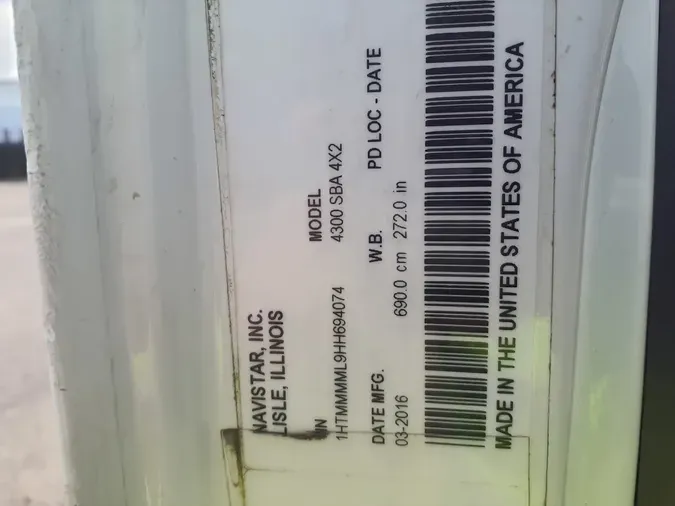 NAVISTAR, INC.
LISLE, ILLINOIS
IN MODEL
1HTMMMML9HH694074 4300 SBA 4X2
DATE MFG. W.B. PD LOC - DATE
03-2016 690.0 cm 272.0 in
MADE IN THE UNITED STATES OF AMERICA